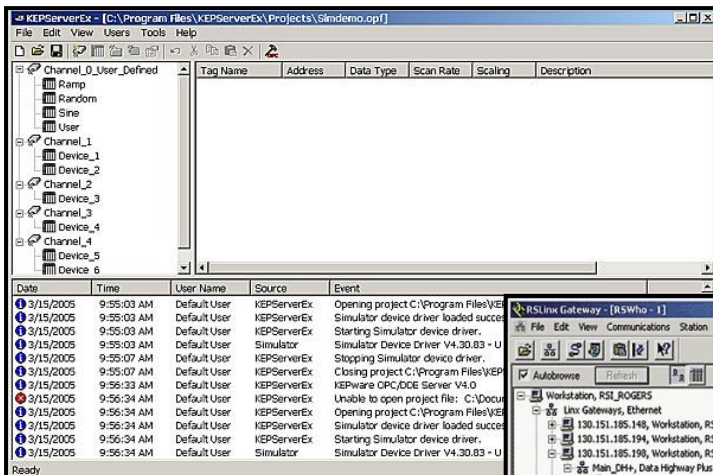 KEPServerEx - [C:\Program Files\KEPServerEx\Projects\Simdemo.opf]
File Edit View Users Tools Help
Channel_0_User_Defined
Ramp
Random
Sine
User
Channel_1
Device_1
Device_2
Channel_2
Device_3
Channel_3
Device_4
Channel_4
Device_5
Device_6
Tag Name Address Data Type Scan Rate Scaling Description
Date Time User Name Source Event
3/15/2005 9:55:03 AM Default User KEPServerEx Opening project C:\Program Files\KEP
3/15/2005 9:55:03 AM Default User KEPServerEx Simulator device driver loaded succes
3/15/2005 9:55:03 AM Default User KEPServerEx Starting Simulator device driver.
3/15/2005 9:55:03 AM Default User Simulator Simulator Device Driver V4.30.83 - U
3/15/2005 9:55:07 AM Default User KEPServerEx Stopping Simulator device driver.
3/15/2005 9:55:07 AM Default User KEPServerEx Closing project C:\Program Files\KEP
3/15/2005 9:56:33 AM Default User KEPServerEx KEPware OPC/DDE Server V4.0
3/15/2005 9:56:33 AM Default User KEPServerEx Unable to open project file: C:\Docum
3/15/2005 9:56:34 AM Default User KEPServerEx Opening project C:\Program Files\KEP
3/15/2005 9:56:34 AM Default User KEPServerEx Simulator device driver loaded succes
3/15/2005 9:56:34 AM Default User KEPServerEx Starting Simulator device driver.
3/15/2005 9:56:34 AM Default User Simulator Simulator Device Driver V4.30.83 - U
Ready
RSLinx Gateway - [RSWho - 1]
File Edit View Communications Station
Autobrowse Refresh
Workstation, RSI_ROGERS
Linx Gateways, Ethernet
130.151.185.148, Workstation, RS
130.151.185.194, Workstation, RS
130.151.185.198, Workstation, RS
Main_DH+, Data Highway Plus